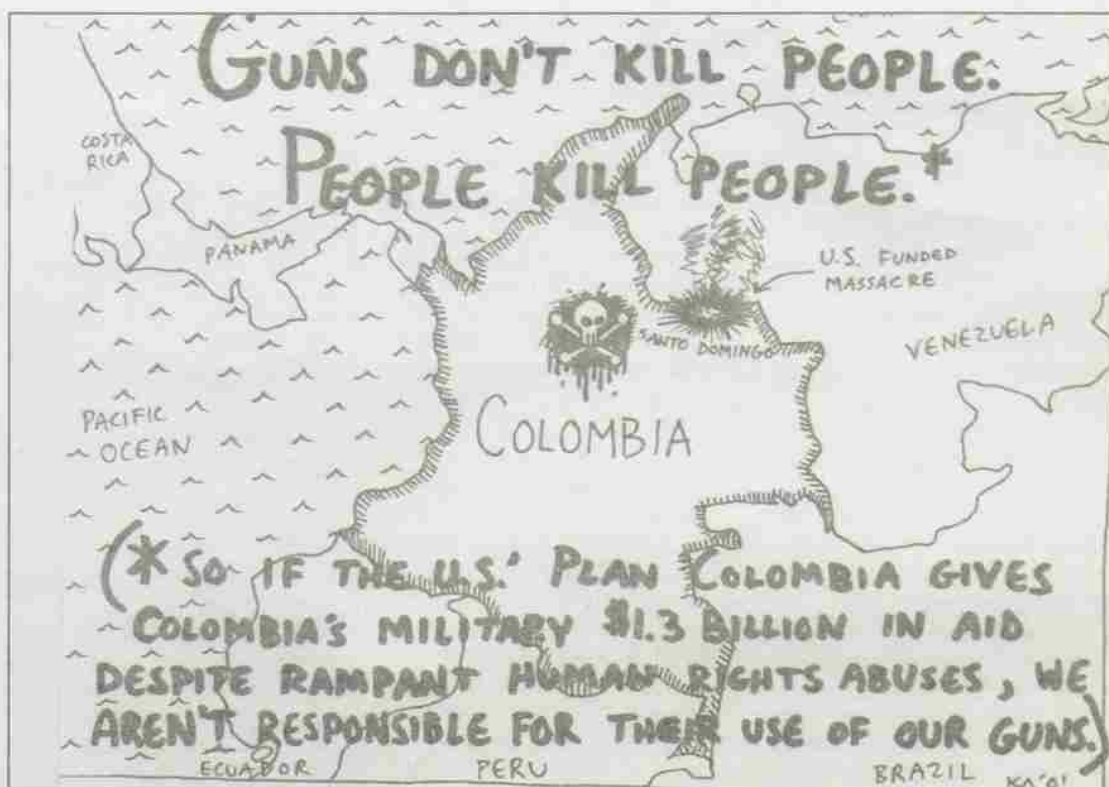 GUNS DON'T KILL PEOPLE.
PEOPLE KILL PEOPLE.*
COSTA
RICA
PANAMA
U.S. FUNDED
MASSACRE
SANTO DOMINGO
VENEZUELA
PACIFIC
OCEAN
COLOMBIA
(* SO IF THE U.S.' PLAN COLOMBIA GIVES
COLOMBIA'S MILITARY $1.3 BILLION IN AID
DESPITE RAMPANT HUMAN RIGHTS ABUSES, WE
AREN'T RESPONSIBLE FOR THEIR USE OF OUR GUNS.)
ECUADOR
PERU
BRAZIL